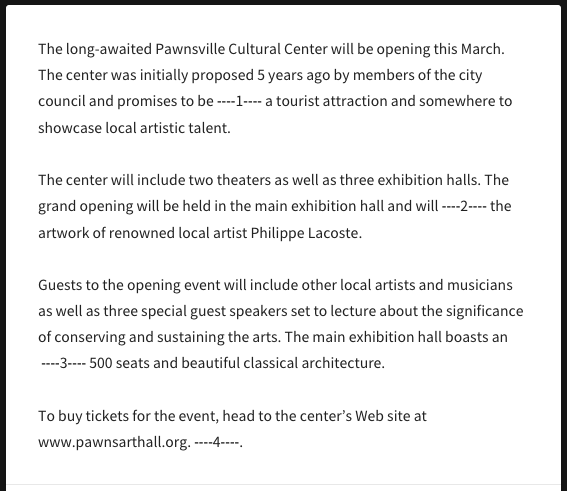 The long-awaited Pawnsville Cultural Center will be opening this March.
The center was initially proposed 5 years ago by members of the city
council and promises to be ----1---- a tourist attraction and somewhere to
showcase local artistic talent.
The center will include two theaters as well as three exhibition halls. The
grand opening will be held in the main exhibition hall and will ----2---- the
artwork of renowned local artist Philippe Lacoste.
Guests to the opening event will include other local artists and musicians
as well as three special guest speakers set to lecture about the significance
of conserving and sustaining the arts. The main exhibition hall boasts an
----3---- 500 seats and beautiful classical architecture.
To buy tickets for the event, head to the center’s Web site at
www.pawnsarthall.org. ----4----.